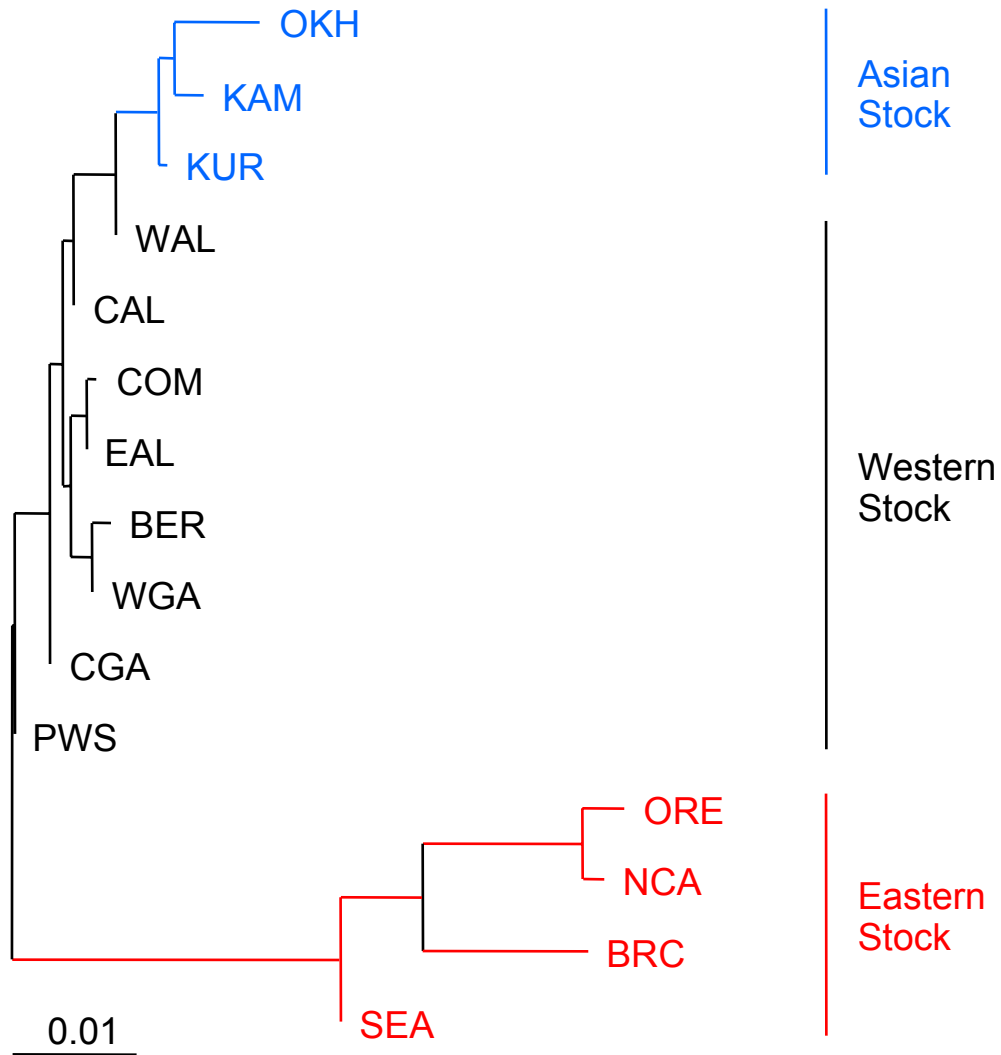 OKH
KAM
KUR
WAL
CAL
COM
EAL
BER
WGA
CGA
PWS
ORE
NCA
BRC
SEA
Asian
Stock
Western
Stock
Eastern
Stock
0.01